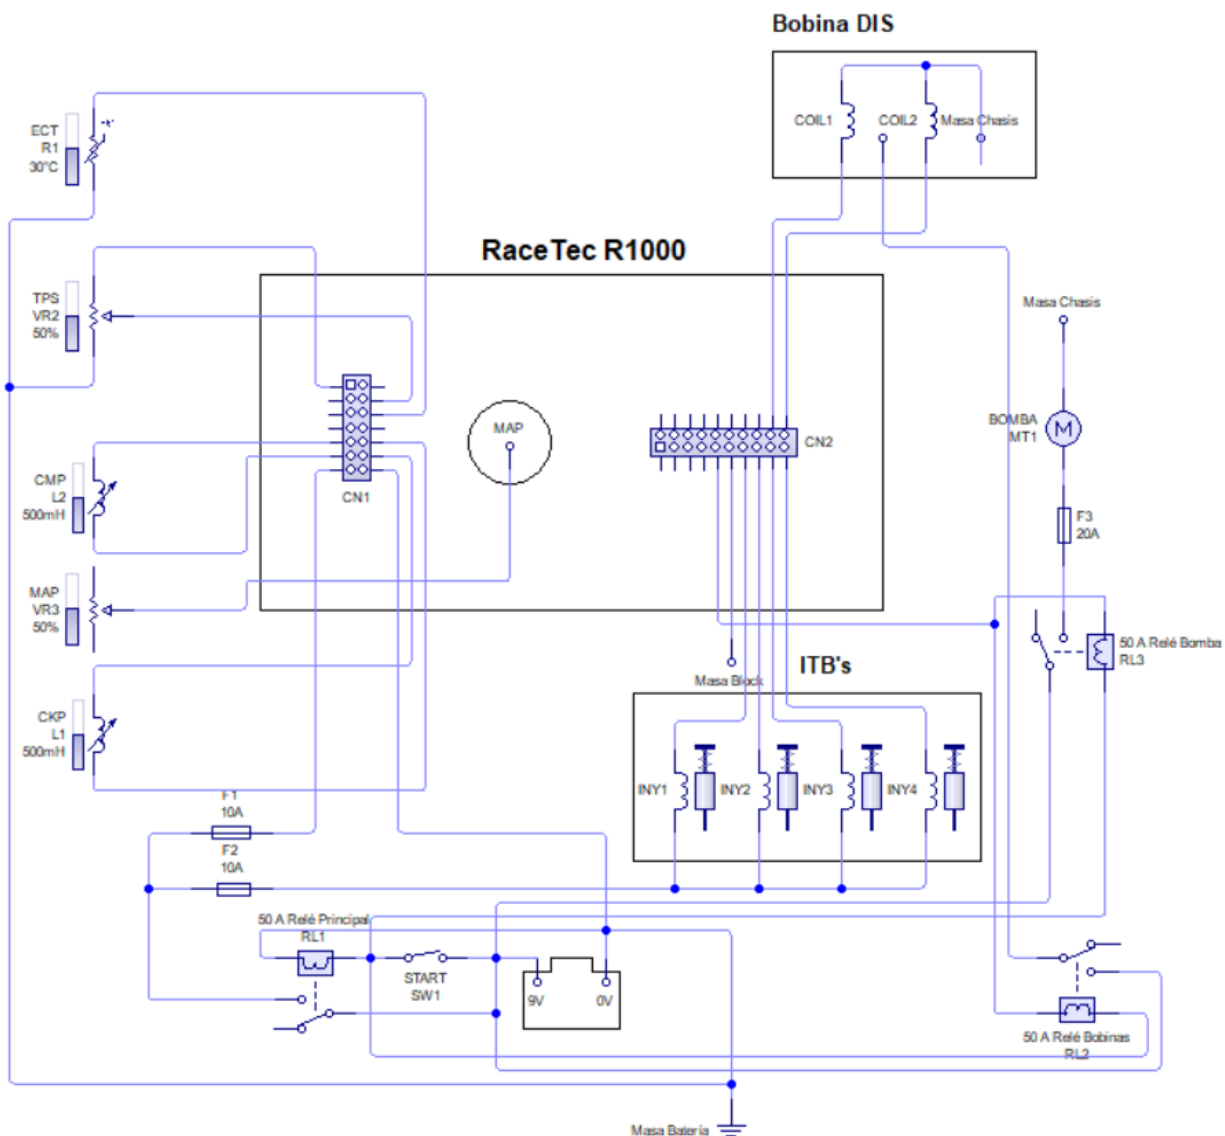 Bobina DIS
COIL1
COIL2
Masa Chasis
ECT
R1
30°C
RaceTec R1000
TPS
VR2
50%
Masa Chasis
MAP
BOMBA
MT1
CN2
CN1
CMP
L2
500mH
F3
20A
MAP
VR3
50%
50 A Relé Bomba
RL3
ITB's
Masa Block
CKP
L1
500mH
INY1
INY2
INY3
INY4
F1
10A
F2
10A
50 A Relé Principal
RL1
START
SW1
9V
0V
50 A Relé Bobinas
RL2
Masa Bateria